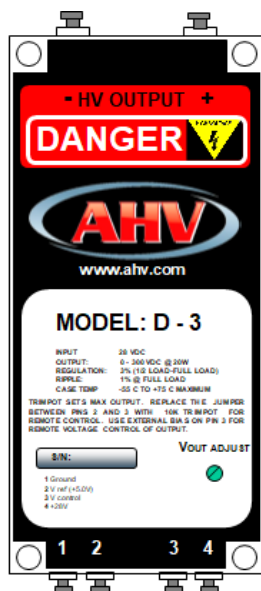 - HV OUTPUT +
DANGER
AHV
www.ahv.com
MODEL: D - 3
INPUT 28 VDC
OUTPUT: 0 - 300 VDC @ 20W
REGULATION: 2% (1/2 LOAD-FULL LOAD)
RIPPLE: 1% @ FULL LOAD
CASE TEMP -55 C TO +75 C MAXIMUM
TRIMPOT SETS MAX OUTPUT. REPLACE THE JUMPER
BETWEEN PINS 2 AND 3 WITH 10K TRIMPOT FOR
REMOTE CONTROL. USE EXTERNAL BIAS ON PIN 3 FOR
REMOTE VOLTAGE CONTROL OF OUTPUT.
VOUT ADJUST
S/N:
1 Ground
2 V ref (+5.0V)
3 V control
4 +28V
1 2 3 4